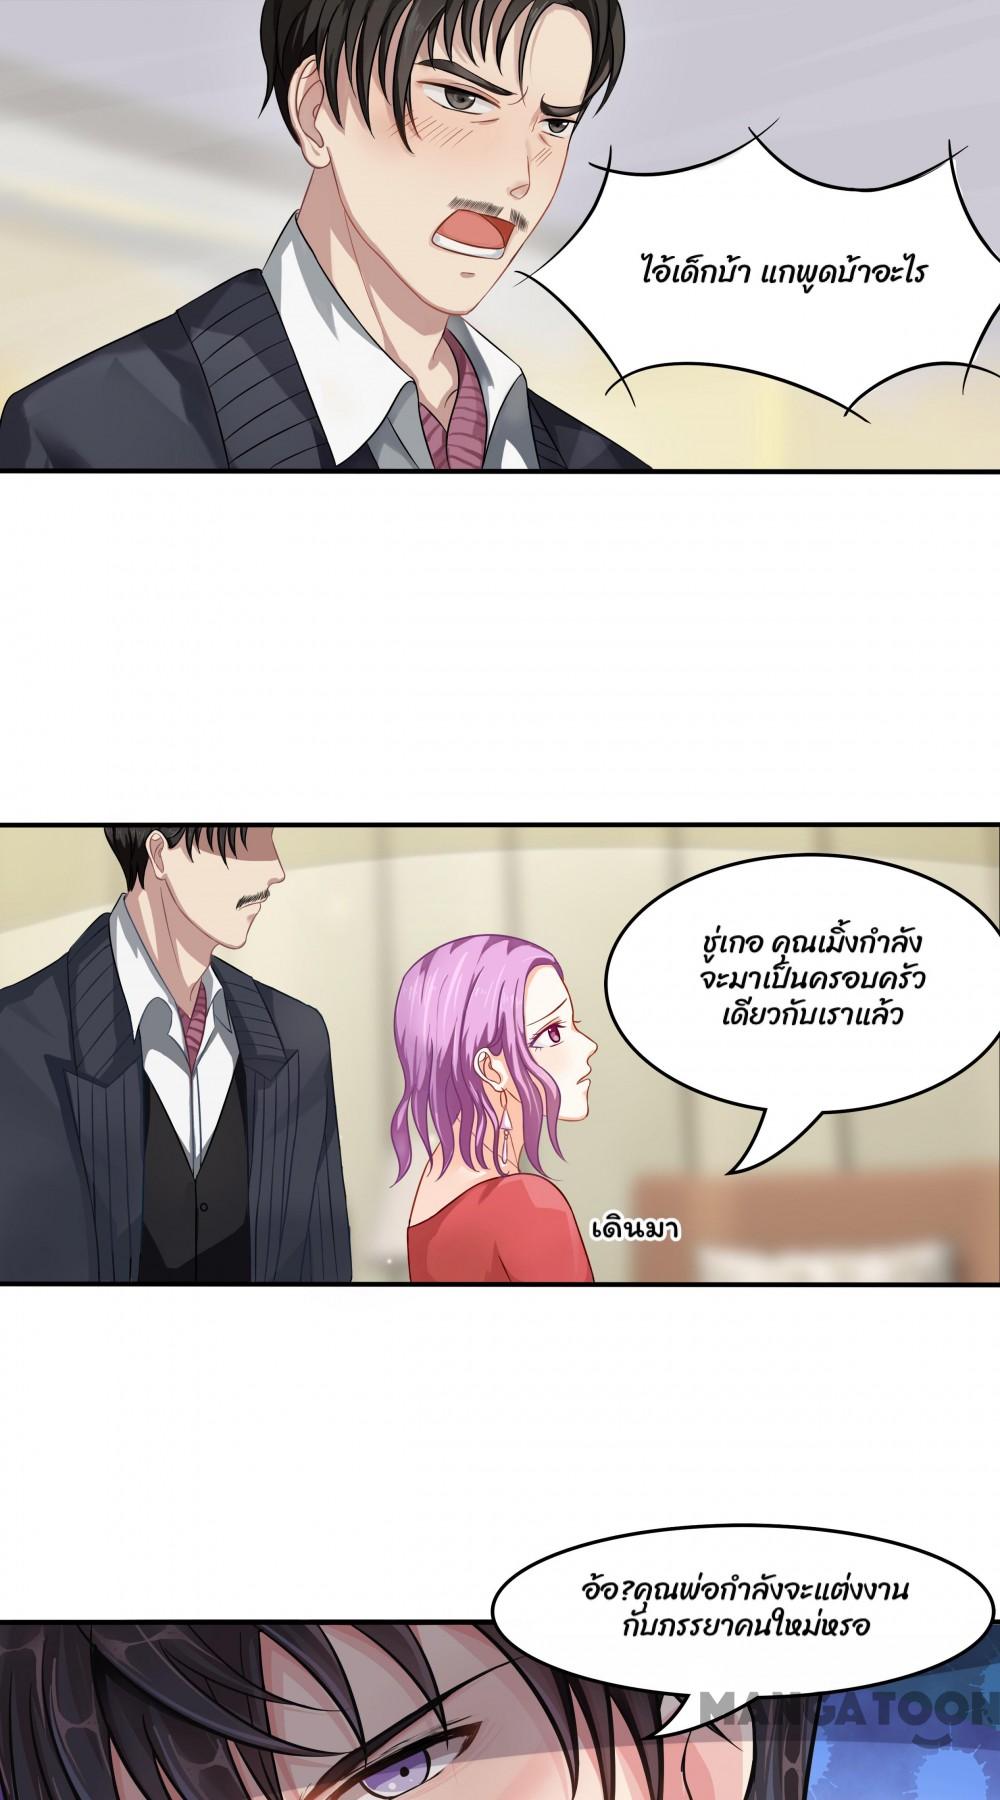 ไอ้เด็กบ้า แกพูดบ้าอะไร
ชู่เกอ คุณเมิ้งกำลัง
จะมาเป็นครอบครัว
เดียวกับเราแล้ว
เดินมา
อ้อ?คุณพ่อกำลังจะแต่งงาน
กับภรรยาคนใหม่หรอ
MANGATOON